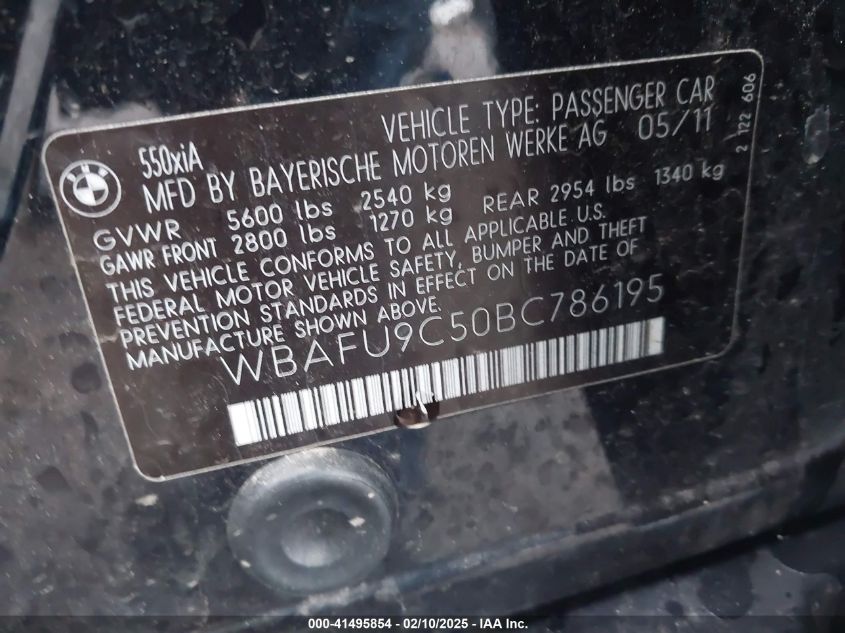 550xiA VEHICLE TYPE: PASSENGER CAR
MFD BY BAYERISCHE MOTOREN WERKE AG 05/11
GVWR 5600 lbs 2540 kg
GAWR FRONT 2800 lbs 1270 kg REAR 2954 lbs 1340 kg
THIS VEHICLE CONFORMS TO ALL APPLICABLE U.S.
FEDERAL MOTOR VEHICLE SAFETY, BUMPER AND THEFT
PREVENTION STANDARDS IN EFFECT ON THE DATE OF
MANUFACTURE SHOWN ABOVE.
WBAFU9C50BC786195
2 122 606
000-41495854 - 02/10/2025 - IAA Inc.